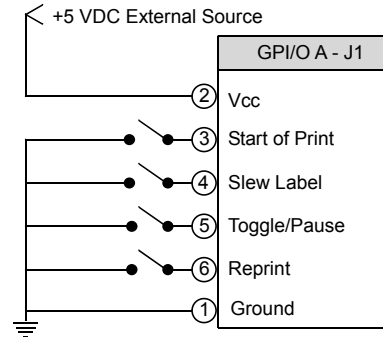 +5 VDC External Source
GPI/O A - J1
2 Vcc
3 Start of Print
4 Slew Label
5 Toggle/Pause
6 Reprint
1 Ground